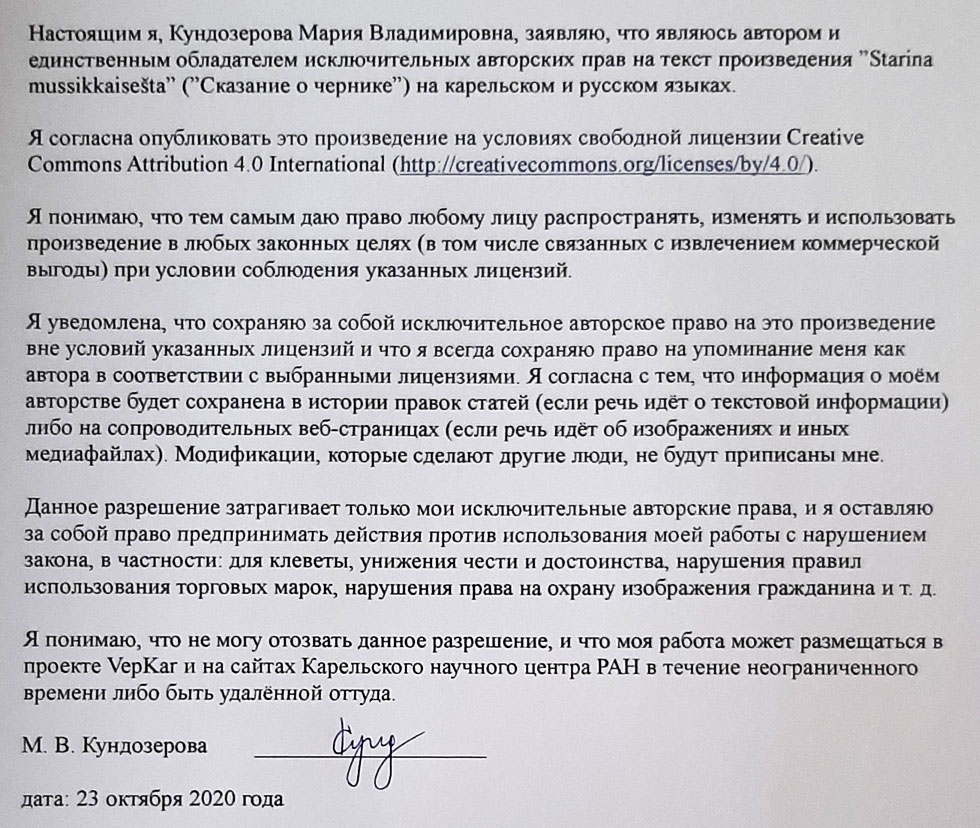 Настоящим я, Кундозерова Мария Владимировна, заявляю, что являюсь автором и
единственным обладателем исключительных авторских прав на текст произведения ”Starina
mussikkaisešta” (”Сказание о чернике”) на карельском и русском языках.
Я согласна опубликовать это произведение на условиях свободной лицензии Creative
Commons Attribution 4.0 International (http://creativecommons.org/licenses/by/4.0/).
Я понимаю, что тем самым даю право любому лицу распространять, изменять и использовать
произведение в любых законных целях (в том числе связанных с извлечением коммерческой
выгоды) при условии соблюдения указанных лицензий.
Я уведомлена, что сохраняю за собой исключительное авторское право на это произведение
вне условий указанных лицензий и что я всегда сохраняю право на упоминание меня как
автора в соответствии с выбранными лицензиями. Я согласна с тем, что информация о моём
авторстве будет сохранена в истории правок статей (если речь идёт о текстовой информации)
либо на сопроводительных веб-страницах (если речь идёт об изображениях и иных
медиафайлах). Модификации, которые сделают другие люди, не будут приписаны мне.
Данное разрешение затрагивает только мои исключительные авторские права, и я оставляю
за собой право предпринимать действия против использования моей работы с нарушением
закона, в частности: для клеветы, унижения чести и достоинства, нарушения правил
использования торговых марок, нарушения права на охрану изображения гражданина и т. д.
Я понимаю, что не могу отозвать данное разрешение, и что моя работа может размещаться в
проекте VepKar и на сайтах Карельского научного центра РАН в течение неограниченного
времени либо быть удалённой оттуда.
М. В. Кундозерова
дата: 23 октября 2020 года